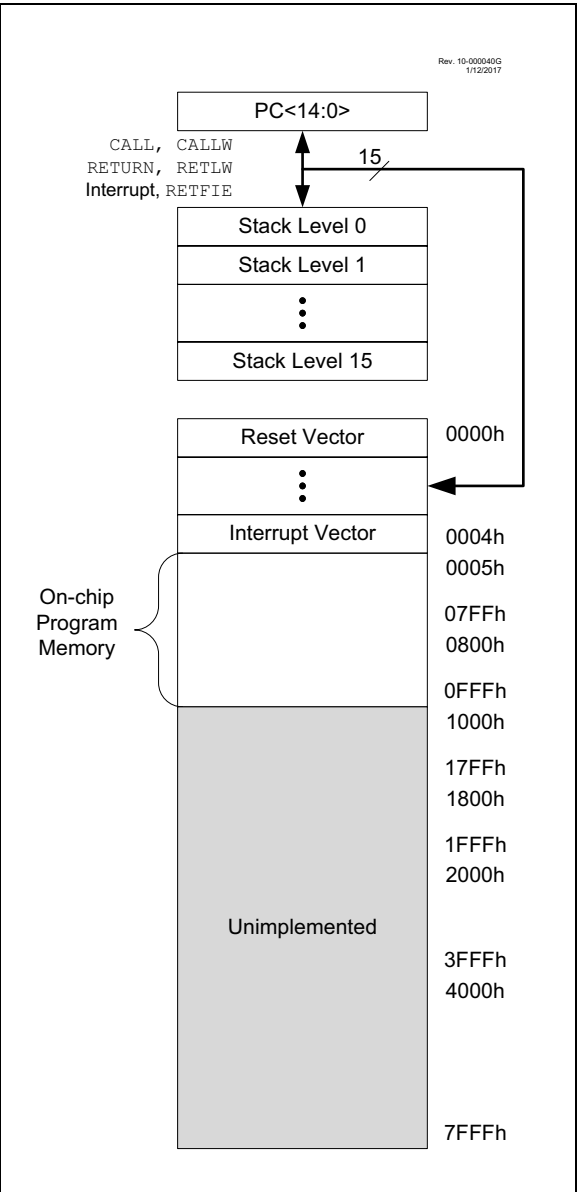 Rev. 10-000040G
1/12/2017
PC<14:0>
CALL, CALLW
RETURN, RETLW
Interrupt, RETFIE
15
Stack Level 0
Stack Level 1
Stack Level 15
Reset Vector
0000h
Interrupt Vector
0004h
0005h
On-chip
Program
Memory
07FFh
0800h
0FFFh
1000h
17FFh
1800h
1FFFh
2000h
Unimplemented
3FFFh
4000h
7FFFh